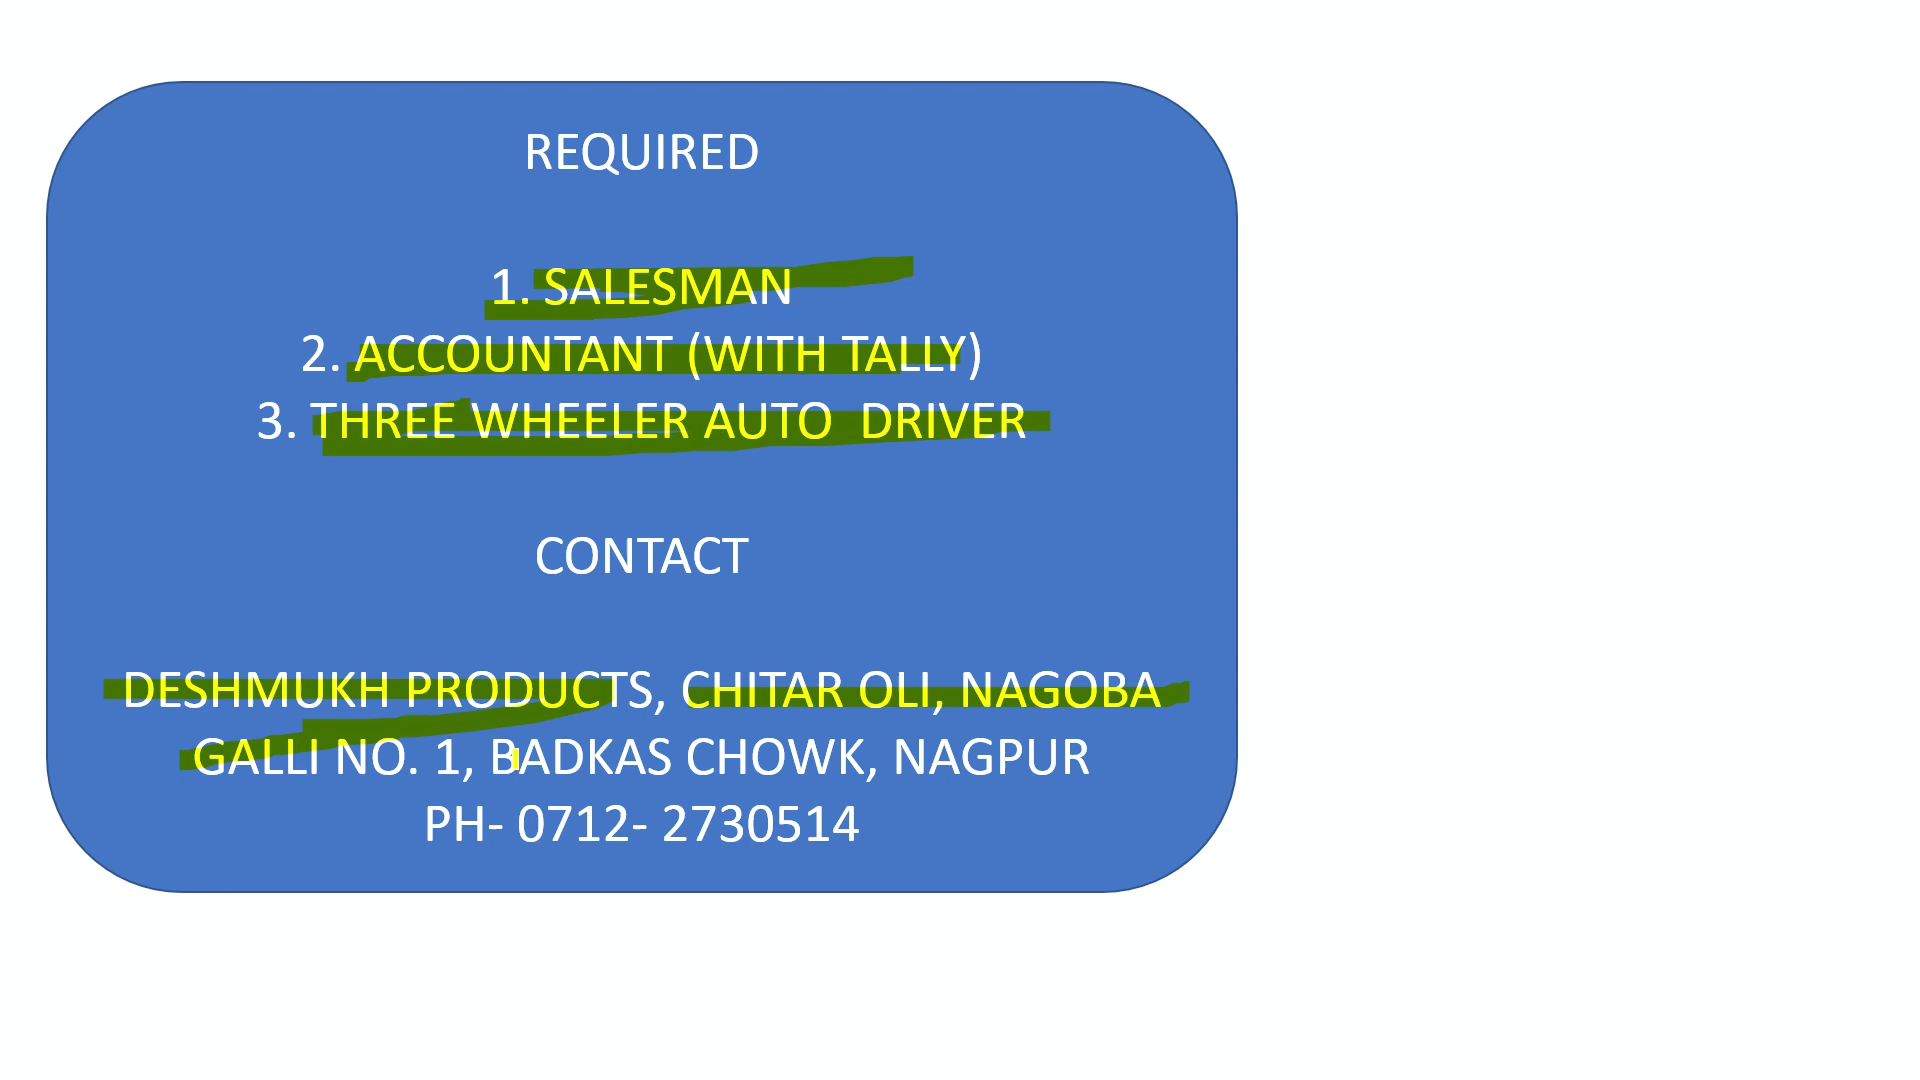 REQUIRED
1. SALESMAN
2. ACCOUNTANT (WITH TALLY)
3. THREE WHEELER AUTO  DRIVER
CONTACT
DESHMUKH PRODUCTS, CHITAR OLI, NAGOBA
GALLI NO. 1, BADKAS CHOWK, NAGPUR
PH- 0712- 2730514